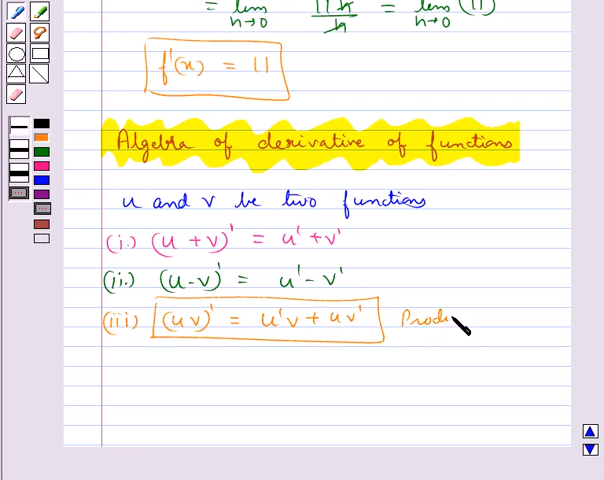 = lim h→0 11h/h = lim h→0 (11)
f'(x) = 11
Algebra of derivative of functions
u and v be two functions
(i.) (u + v)' = u' + v'
(ii.) (u - v)' = u' - v'
(iii) (uv)' = u'v + uv' Produ